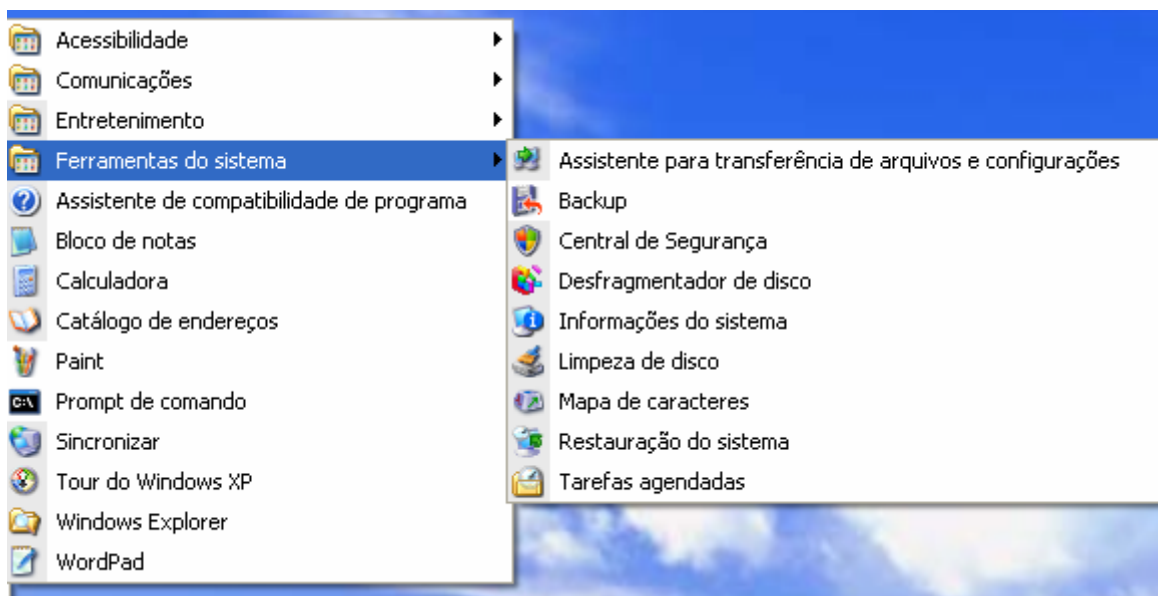 Acessibilidade
Comunicações
Entretenimento
Ferramentas do sistema
Assistente de compatibilidade de programa
Bloco de notas
Calculadora
Catálogo de endereços
Paint
Prompt de comando
Sincronizar
Tour do Windows XP
Windows Explorer
WordPad
Assistente para transferência de arquivos e configurações
Backup
Central de Segurança
Desfragmentador de disco
Informações do sistema
Limpeza de disco
Mapa de caracteres
Restauração do sistema
Tarefas agendadas